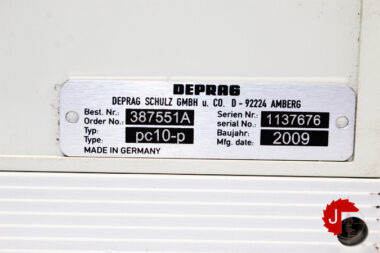 DEPRAG
DEPRAG SCHULZ GMBH u. CO. D - 92224 AMBERG
Best. Nr.: 387551A Serien Nr.: 1137676
Order No.: serial No.:
Typ: pc10-p Baujahr: 2009
Type: Mfg. date:
MADE IN GERMANY
J